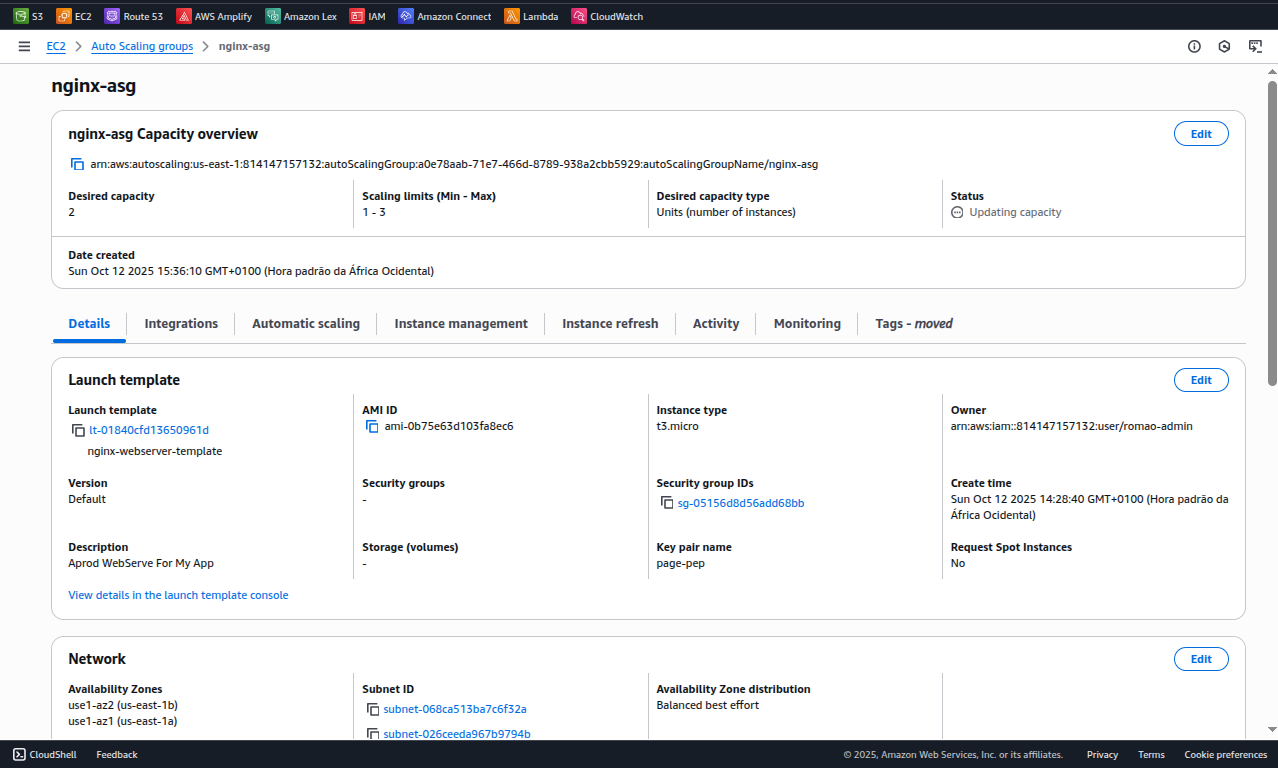 S3 EC2 Route 53 AWS Amplify Amazon Lex IAM Amazon Connect Lambda CloudWatch
EC2 Auto Scaling groups nginx-asg
nginx-asg
nginx-asg Capacity overview Edit
arn:aws:autoscaling:us-east-1:814147157132:autoScalingGroup:a0e78aab-71e7-466d-8789-938a2cbb5929:autoScalingGroupName/nginx-asg
Desired capacity Scaling limits (Min - Max) Desired capacity type Status
2 1 - 3 Units (number of instances) Updating capacity
Date created
Sun Oct 12 2025 15:36:10 GMT+0100 (Hora padrão da África Ocidental)
Details Integrations Automatic scaling Instance management Instance refresh Activity Monitoring Tags - moved
Launch template Edit
Launch template AMI ID Instance type Owner
lt-01840cfd13650961d ami-0b75e63d103fa8ec6 t3.micro arn:aws:iam::814147157132:user/romao-admin
nginx-webserver-template
Version Security groups Security group IDs Create time
Default - sg-05156d8d56add68bb Sun Oct 12 2025 14:28:40 GMT+0100 (Hora padrão da
África Ocidental)
Description Storage (volumes) Key pair name Request Spot Instances
Aprod WebServe For My App - page-pep No
View details in the launch template console
Network Edit
Availability Zones Subnet ID Availability Zone distribution
use1-az2 (us-east-1b) subnet-068ca513ba7c6f32a Balanced best effort
use1-az1 (us-east-1a) subnet-026ceeda967b9794b
CloudShell Feedback © 2025, Amazon Web Services, Inc. or its affiliates. Privacy Terms Cookie preferences